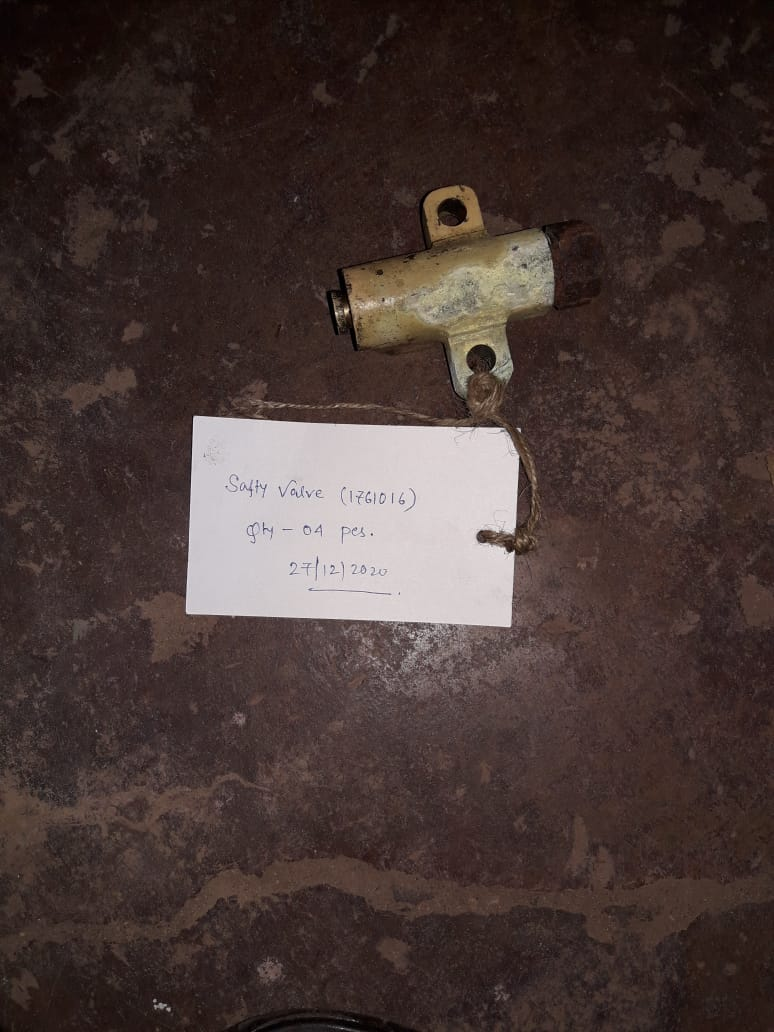 Safty Valve (1761016)
qty - 04 pcs.
27/12/2020